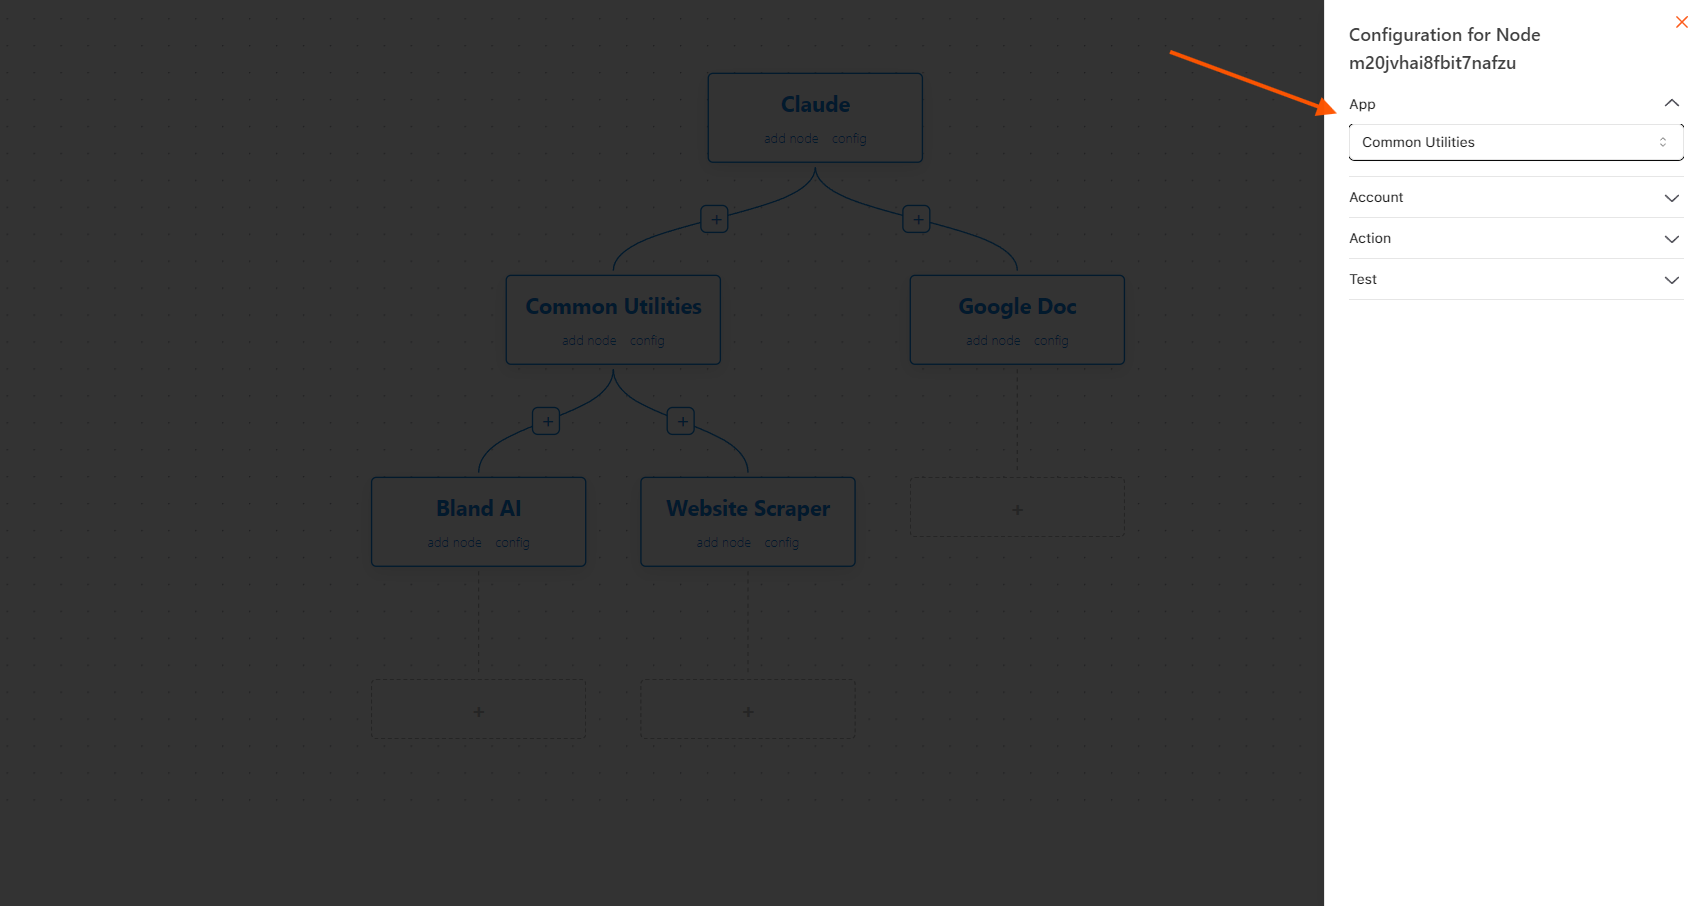 Claude
add node config
+ +
Common Utilities
add node config
Google Doc
add node config
+ +
Bland AI
add node config
Website Scraper
add node config
+
+ +
Configuration for Node
m20jvhai8fbit7nafzu
App
Common Utilities
Account
Action
Test